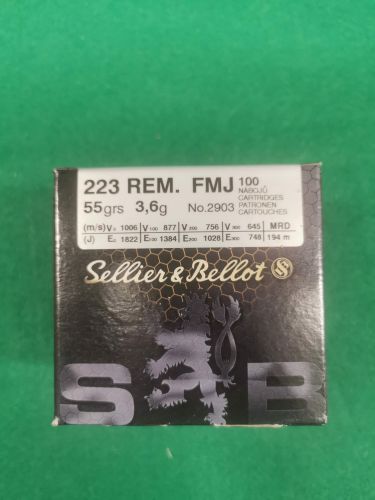 223 REM. FMJ 100
NÁBOJŮ
CARTRIDGES
55grs 3,6g No.2903 PATRONEN
CARTOUCHES
(m/s) V0 1006 V100 877 V200 756 V300 645 MRD
(J) E0 1822 E100 1384 E200 1028 E300 748 194 m
Sellier & Bellot S
S B